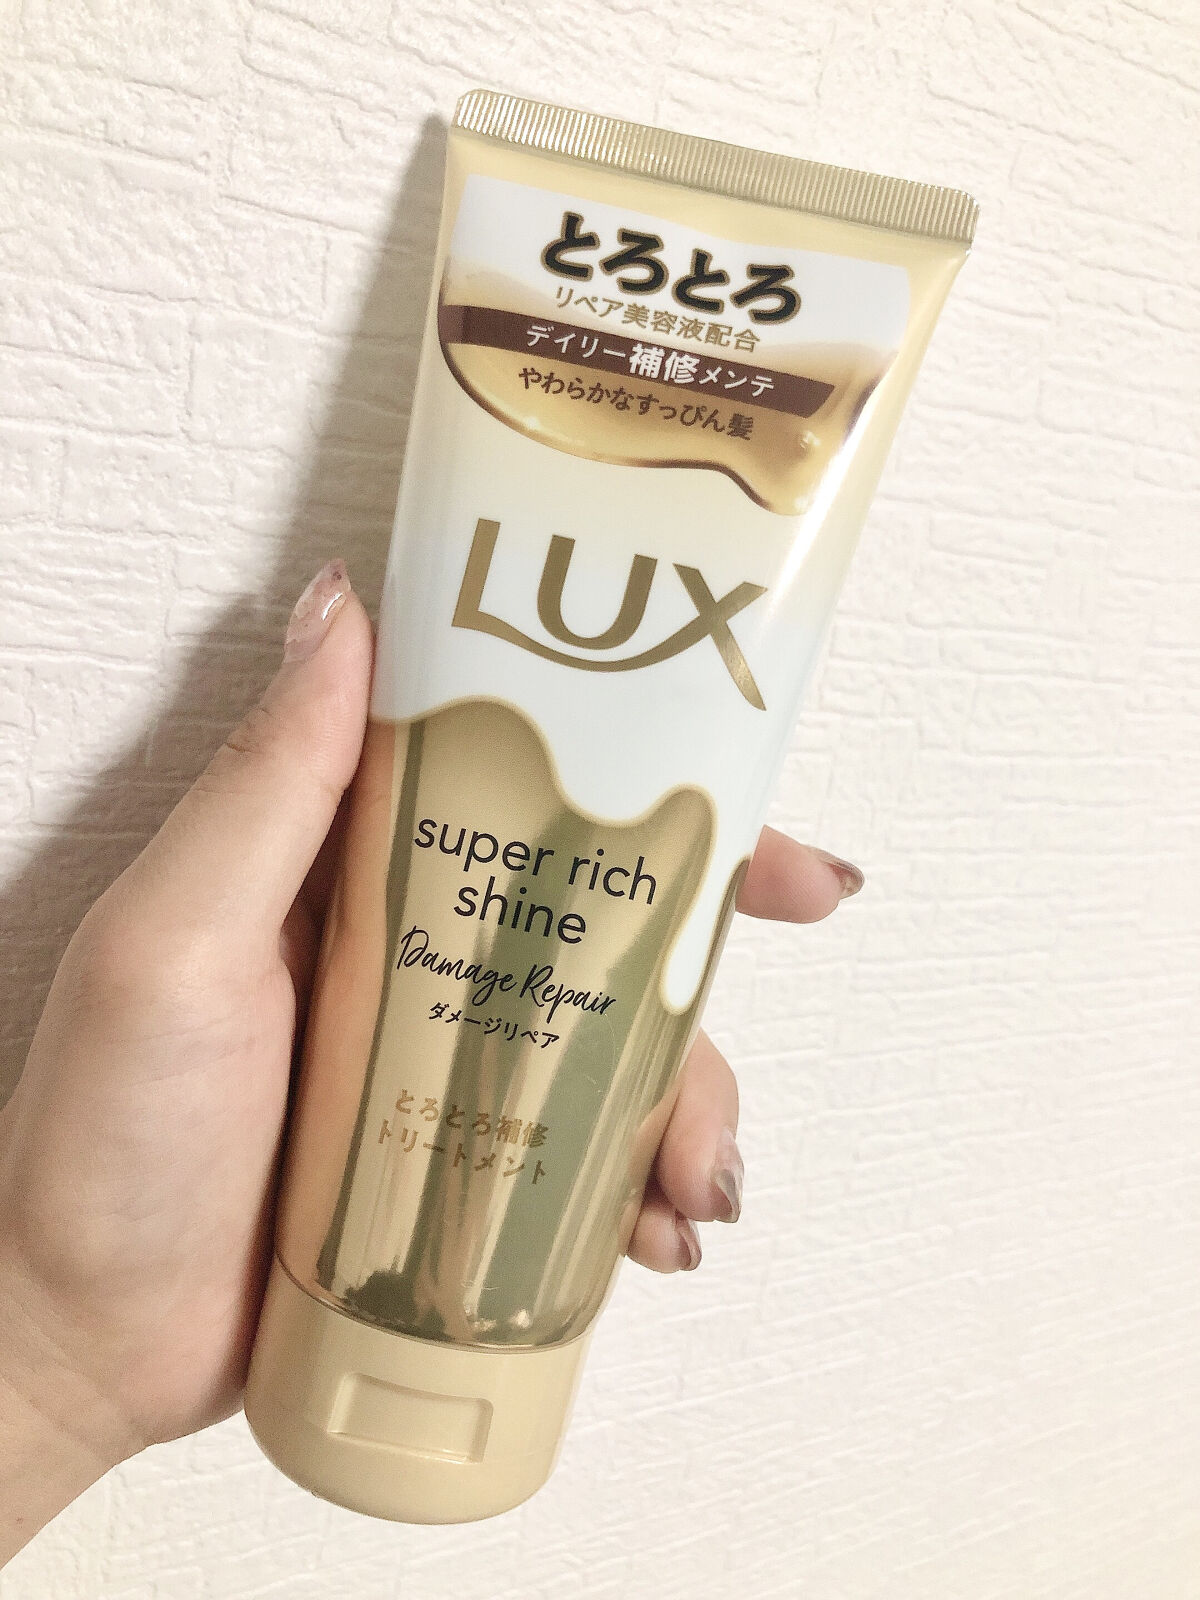 とろとろ
リペア美容液配合
デイリー補修メンテ
やわらかなすっぴん髪
LUX
super rich
shine
Damage Repair
ダメージリペア
とろとろ補修
トリートメント